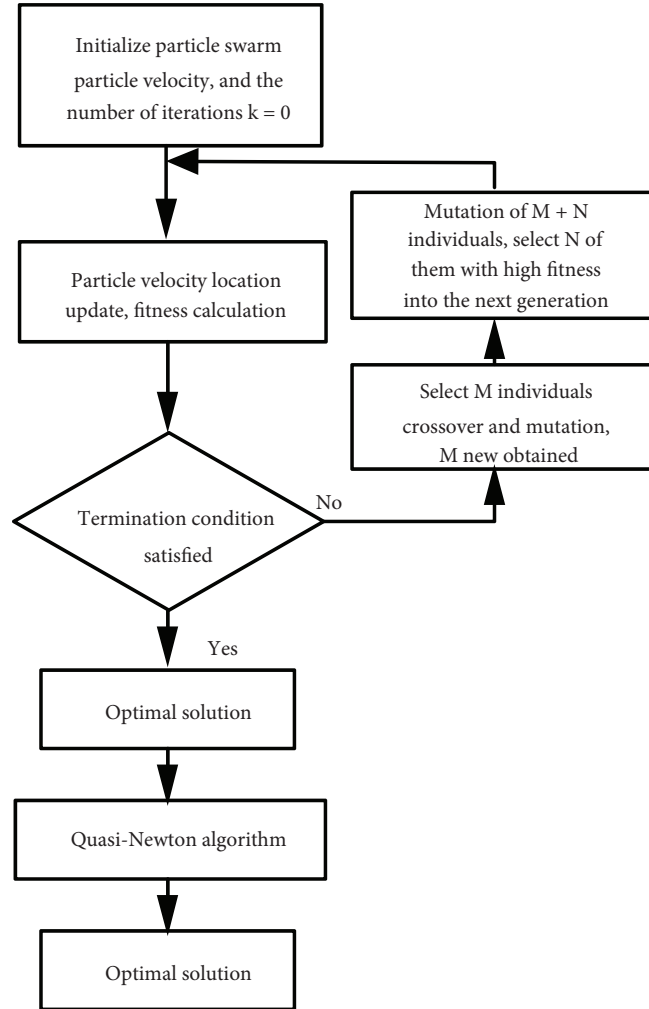 Initialize particle swarm
particle velocity, and the
number of iterations k = 0
Mutation of M + N
individuals, select N of
them with high fitness
into the next generation
Particle velocity location
update, fitness calculation
Select M individuals
crossover and mutation,
M new obtained
No
Termination condition
satisfied
Yes
Optimal solution
Quasi-Newton algorithm
Optimal solution